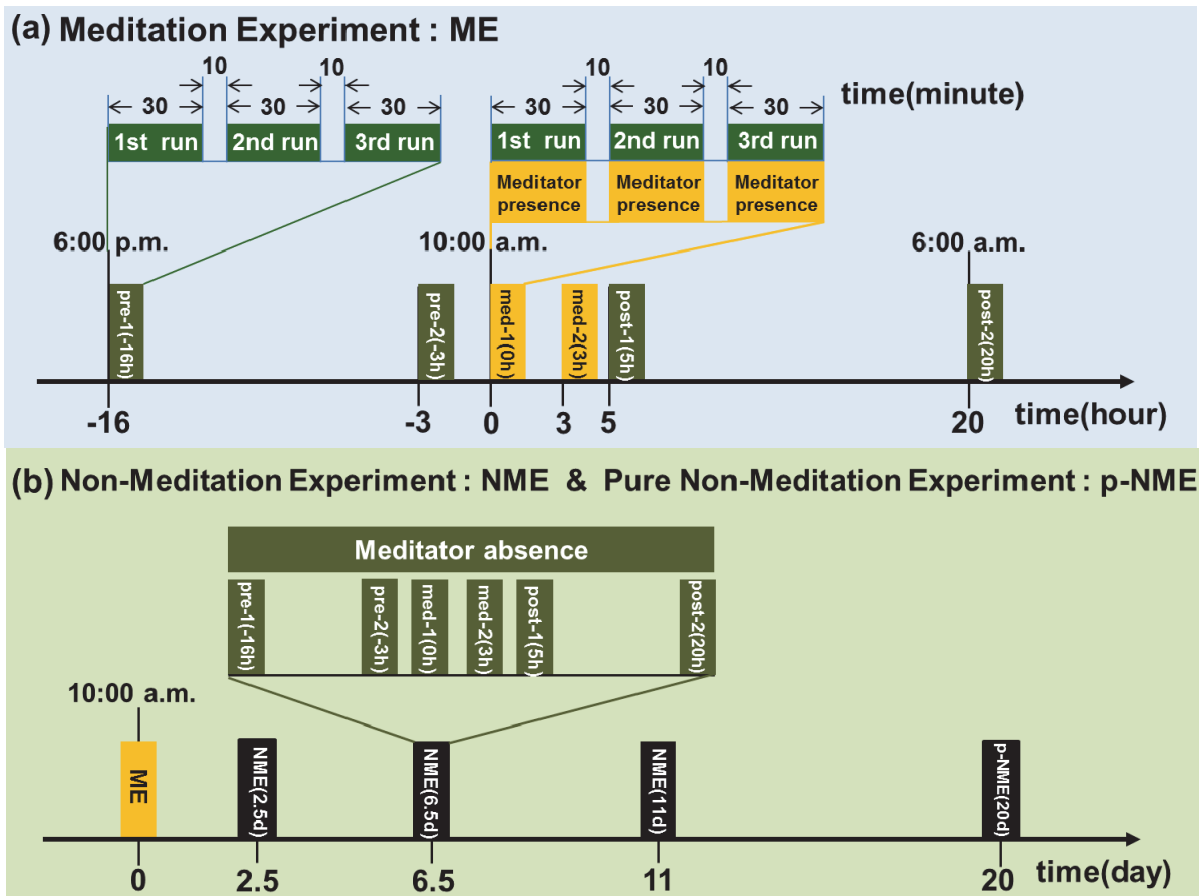 (a) Meditation Experiment : ME
10 10 10 10
30 30 30 30 30 30
time(minute)
1st run 2nd run 3rd run 1st run 2nd run 3rd run
Meditator Meditator Meditator
presence presence presence
6:00 p.m. 10:00 a.m. 6:00 a.m.
pre-1(-16h)
pre-2(-3h)
med-1(0h)
med-2(3h)
post-1(5h)
post-2(20h)
-16 -3 0 3 5 20 time(hour)
(b) Non-Meditation Experiment : NME & Pure Non-Meditation Experiment : p-NME
Meditator absence
pre-1(-16h)
pre-2(-3h)
med-1(0h)
med-2(3h)
post-1(5h)
post-2(20h)
10:00 a.m.
ME
NME(2.5d)
NME(6.5d)
NME(11d)
p-NME(20d)
0 2.5 6.5 11 20 time(day)